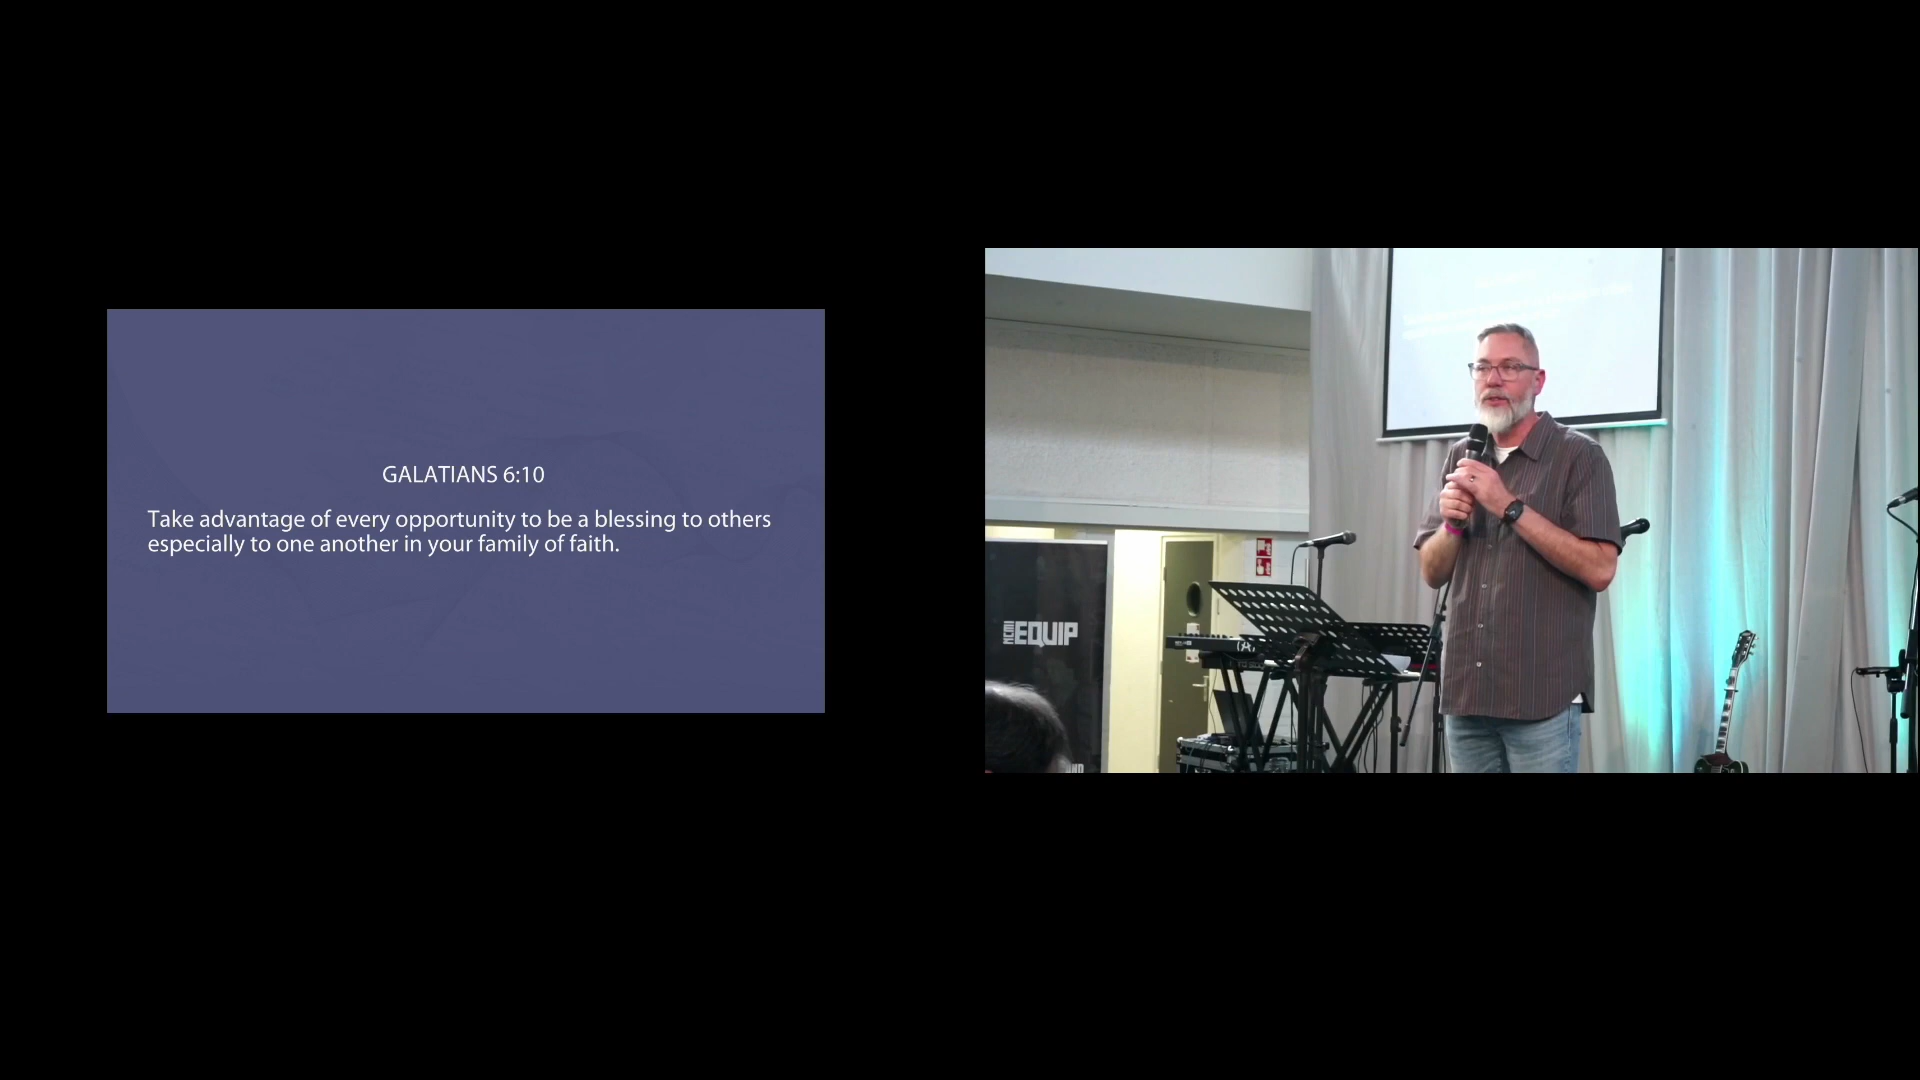 GALATIANS 6:10
Take advantage of every opportunity to be a blessing to others
especially to one another in your family of faith.
MCMI
EQUIP